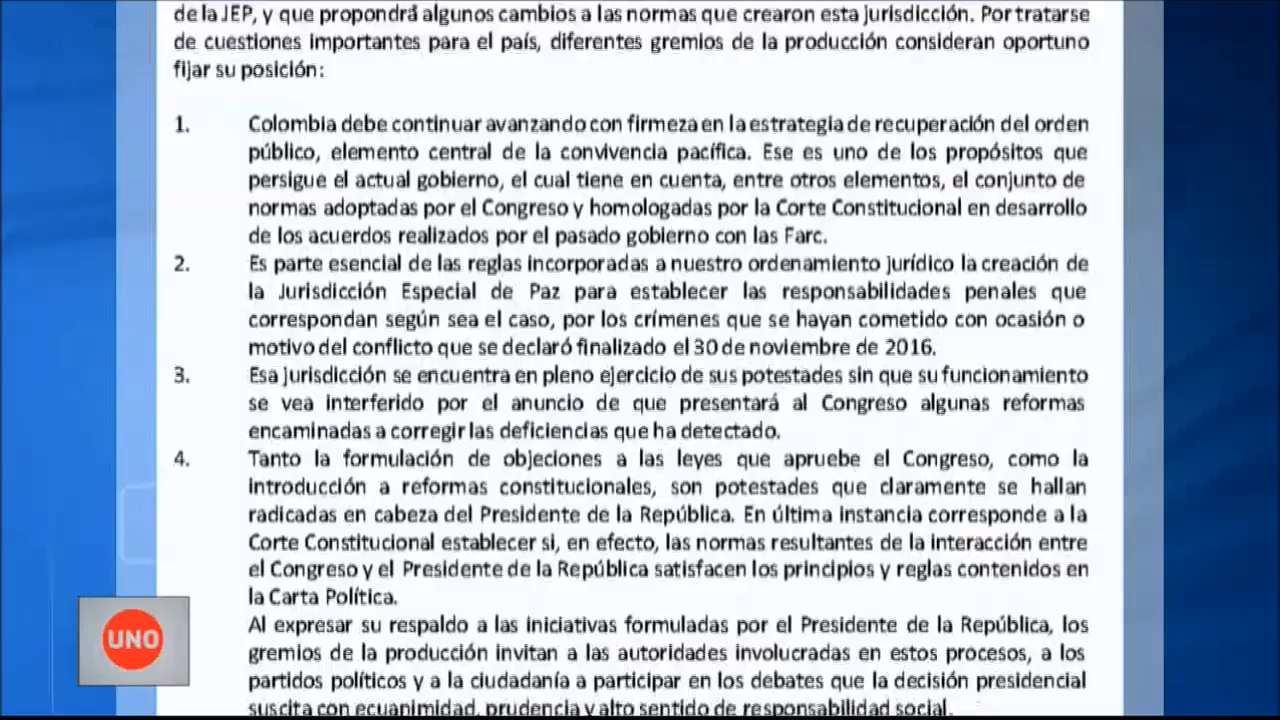 de la JEP, y que propondrá algunos cambios a las normas que crearon esta jurisdicción. Por tratarse
de cuestiones importantes para el país, diferentes gremios de la producción consideran oportuno
fijar su posición:
1. Colombia debe continuar avanzando con firmeza en la estrategia de recuperación del orden
público, elemento central de la convivencia pacífica. Ese es uno de los propósitos que
persigue el actual gobierno, el cual tiene en cuenta, entre otros elementos, el conjunto de
normas adoptadas por el Congreso y homologadas por la Corte Constitucional en desarrollo
de los acuerdos realizados por el pasado gobierno con las Farc.
2. Es parte esencial de las reglas incorporadas a nuestro ordenamiento jurídico la creación de
la Jurisdicción Especial de Paz para establecer las responsabilidades penales que
correspondan según sea el caso, por los crímenes que se hayan cometido con ocasión o
motivo del conflicto que se declaró finalizado el 30 de noviembre de 2016.
3. Esa jurisdicción se encuentra en pleno ejercicio de sus potestades sin que su funcionamiento
se vea interferido por el anuncio de que presentará al Congreso algunas reformas
encaminadas a corregir las deficiencias que ha detectado.
4. Tanto la formulación de objeciones a las leyes que apruebe el Congreso, como la
introducción a reformas constitucionales, son potestades que claramente se hallan
radicadas en cabeza del Presidente de la República. En última instancia corresponde a la
Corte Constitucional establecer si, en efecto, las normas resultantes de la interacción entre
el Congreso y el Presidente de la República satisfacen los principios y reglas contenidos en
la Carta Política.
Al expresar su respaldo a las iniciativas formuladas por el Presidente de la República, los
gremios de la producción invitan a las autoridades involucradas en estos procesos, a los
partidos políticos y a la ciudadanía a participar en los debates que la decisión presidencial
suscita con ecuanimidad, prudencia y alto sentido de responsabilidad social.
UNO